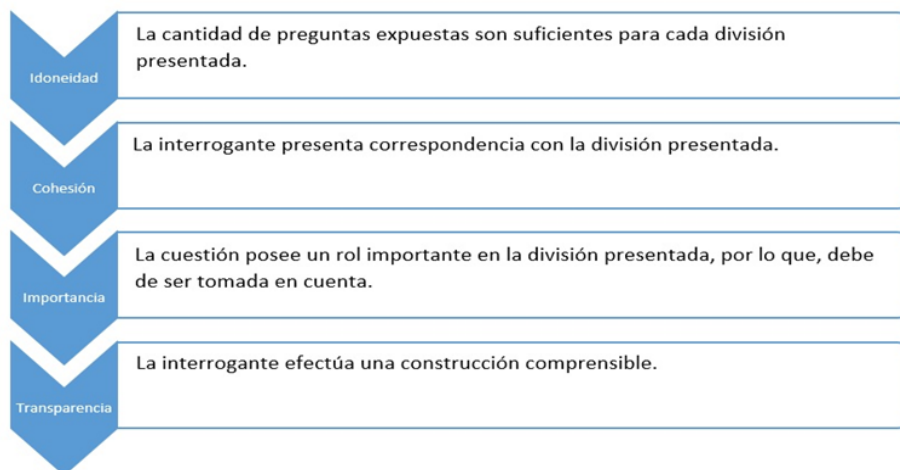 Idoneidad
La cantidad de preguntas expuestas son suficientes para cada división
presentada.
Cohesión
La interrogante presenta correspondencia con la división presentada.
Importancia
La cuestión posee un rol importante en la división presentada, por lo que, debe
de ser tomada en cuenta.
Transparencia
La interrogante efectúa una construcción comprensible.